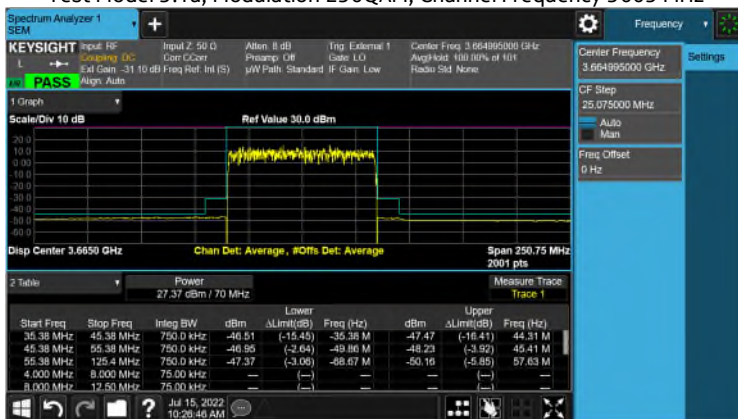 Test Model 3.1a, Modulation 256QAM, Channel Frequency 3665 MHz
Spectrum Analyzer 1
SEM
+
Frequency
KEYSIGHT Input: RF Input Z: 50 Ω Atten: 8 dB Trig: External 1 Center Freq: 3.664995000 GHz
L Coupling: DC Corr CCorr Preamp: Off Gate: LO Avg|Hold: 100.00% of 101
Ext Gain: -31.10 dB Freq Ref: Int (S) µW Path: Standard IF Gain: Low Radio Std: None
PASS Align: Auto
Center Frequency
3.664995000 GHz
Settings
CF Step
25.075000 MHz
Auto
Man
Freq Offset
0 Hz
1 Graph
Scale/Div 10 dB Ref Value 30.0 dBm
20.0
10.0
0.00
-10.0
-20.0
-30.0
-40.0
-50.0
-60.0
Disp Center 3.6650 GHz Chan Det: Average, #Offs Det: Average Span 250.75 MHz
2001 pts
2 Table Power Measure Trace
27.37 dBm / 70 MHz Trace 1
Lower Upper
Start Freq Stop Freq Integ BW dBm ΔLimit(dB) Freq (Hz) dBm ΔLimit(dB) Freq (Hz)
35.38 MHz 45.38 MHz 750.0 kHz -46.51 (-15.45) -35.38 M -47.47 (-16.41) 44.31 M
45.38 MHz 55.38 MHz 750.0 kHz -46.95 (-2.64) -49.86 M -48.23 (-3.92) 45.41 M
55.38 MHz 125.4 MHz 750.0 kHz -47.37 (-3.06) -68.67 M -50.16 (-5.85) 57.63 M
4.000 MHz 8.000 MHz 75.00 kHz — (—) — (—)
8.000 MHz 12.50 MHz 75.00 kHz — (—) — (—)
? Jul 15, 2022
10:26:46 AM